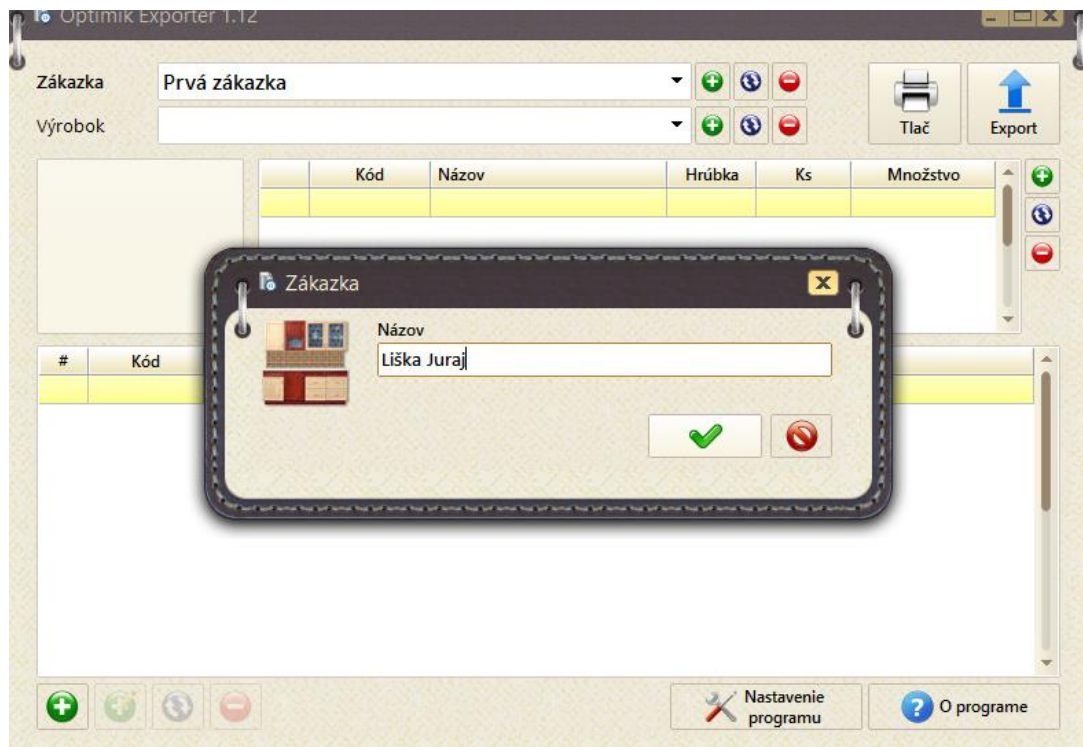 Optimik Exporter 1.12
Zákazka
Prvá zákazka
Výrobok
Tlač
Export
Kód Názov Hrúbka Ks Množstvo
Zákazka
Názov
Liška Juraj
# Kód
Nastavenie
programu
O programe